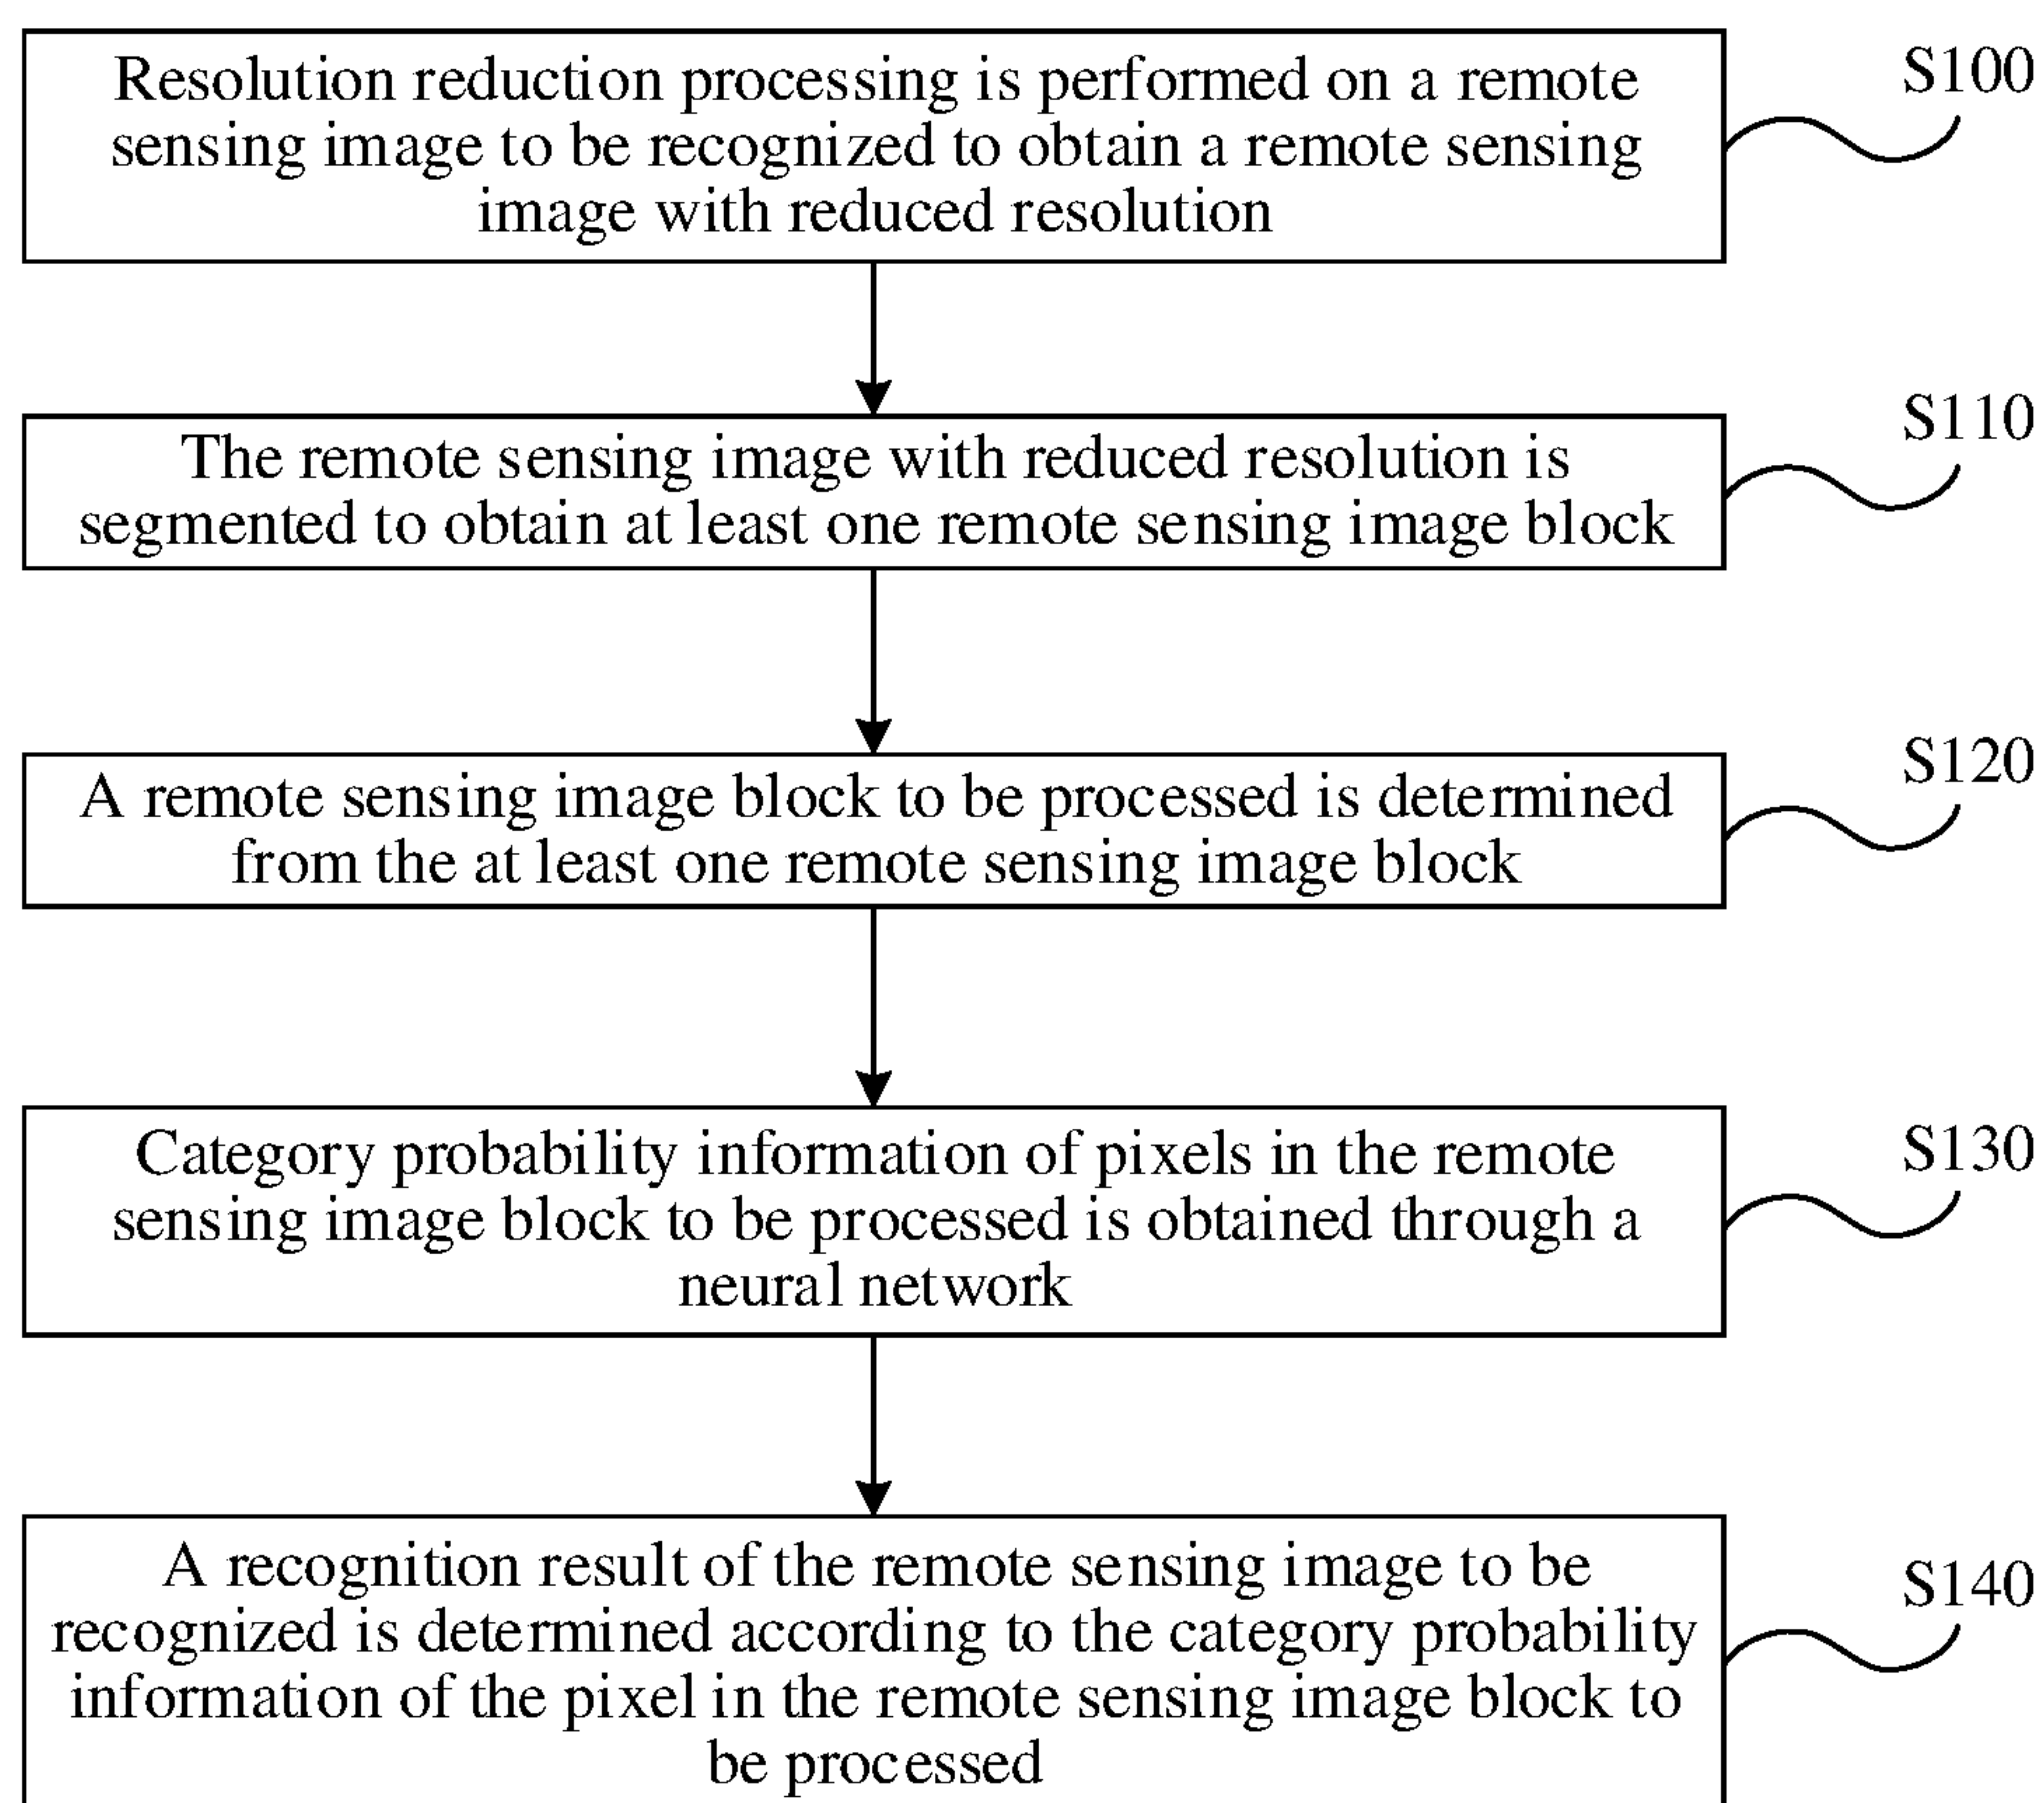 Resolution reduction processing is performed on a remote
sensing image to be recognized to obtain a remote sensing
image with reduced resolution
S100
The remote sensing image with reduced resolution is
segmented to obtain at least one remote sensing image block
S110
A remote sensing image block to be processed is determined
from the at least one remote sensing image block
S120
Category probability information of pixels in the remote
sensing image block to be processed is obtained through a
neural network
S130
A recognition result of the remote sensing image to be
recognized is determined according to the category probability
information of the pixel in the remote sensing image block to
be processed
S140